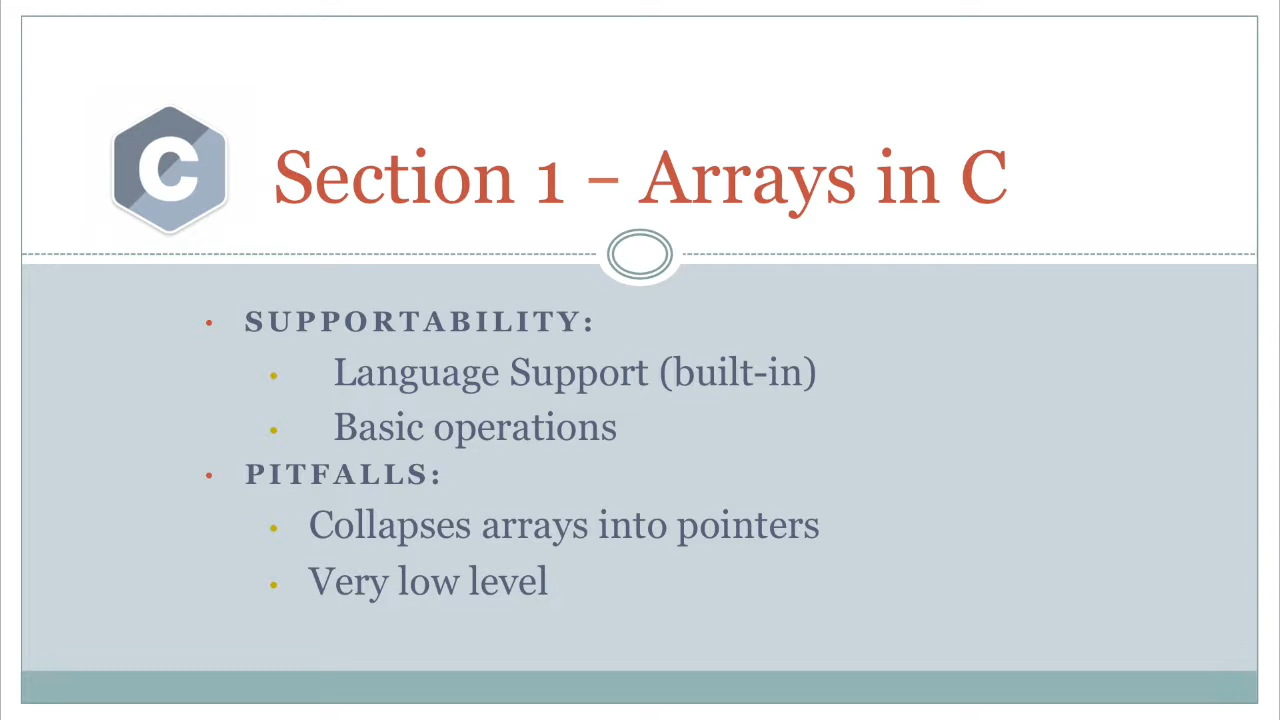 C
Section 1 – Arrays in C
• SUPPORTABILITY:
• Language Support (built-in)
• Basic operations
• PITFALLS:
• Collapses arrays into pointers
• Very low level